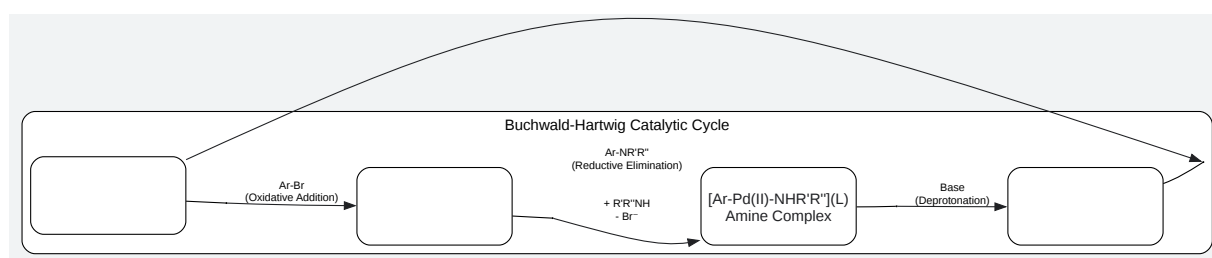 Buchwald-Hartwig Catalytic Cycle
Ar-NR'R"
(Reductive Elimination)
Ar-Br
(Oxidative Addition)
+ R'R"NH
- Br⁻
[Ar-Pd(II)-NHR'R"](L)
Amine Complex
Base
(Deprotonation)